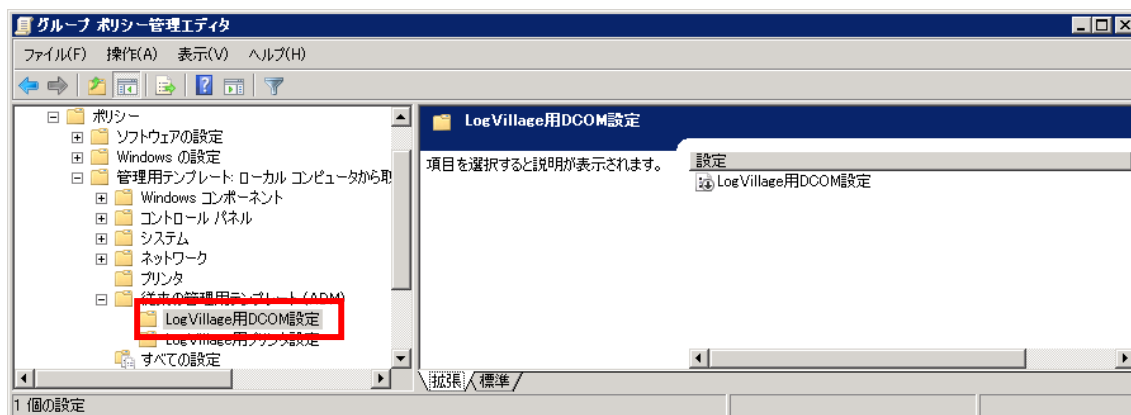 グループ ポリシー管理エディタ
ファイル(F) 操作(A) 表示(V) ヘルプ(H)
ポリシー
ソフトウェアの設定
Windows の設定
管理用テンプレート: ローカル コンピュータから取
Windows コンポーネント
コントロール パネル
システム
ネットワーク
プリンタ
従来の管理用テンプレート (ADM)
LogVillage用DCOM設定
LogVillage用プリンタ設定
すべての設定
LogVillage用DCOM設定
項目を選択すると説明が表示されます。
設定
LogVillage用DCOM設定
拡張 標準
1 個の設定